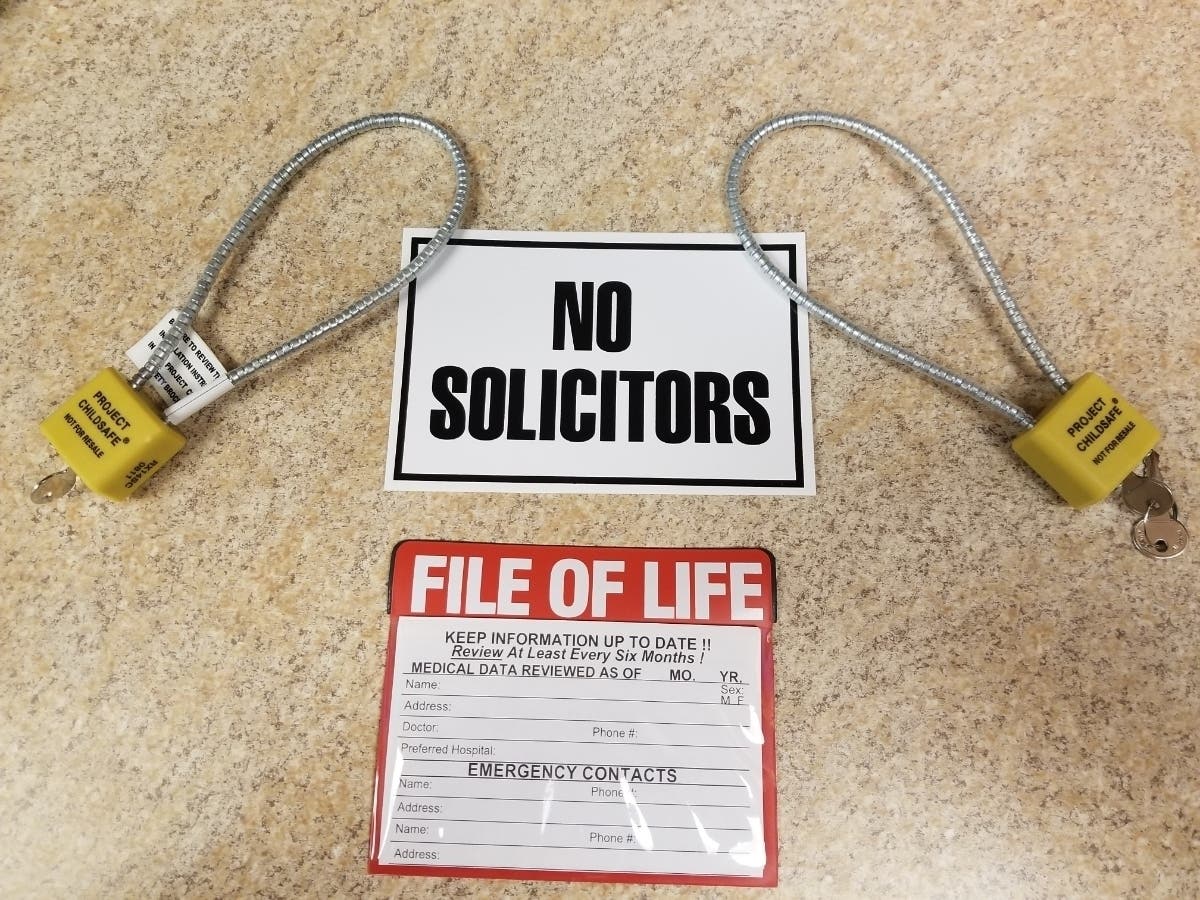 NO
SOLICITORS
PROJECT
CHILDSAFE®
NOT FOR RESALE
PROJECT
CHILDSAFE®
NOT FOR RESALE
FILE OF LIFE
KEEP INFORMATION UP TO DATE !!
Review At Least Every Six Months !
MEDICAL DATA REVIEWED AS OF MO. YR.
Name: Sex:
M F
Address:
Doctor: Phone #:
Preferred Hospital:
EMERGENCY CONTACTS
Name: Phone #:
Address:
Name: Phone #:
Address: